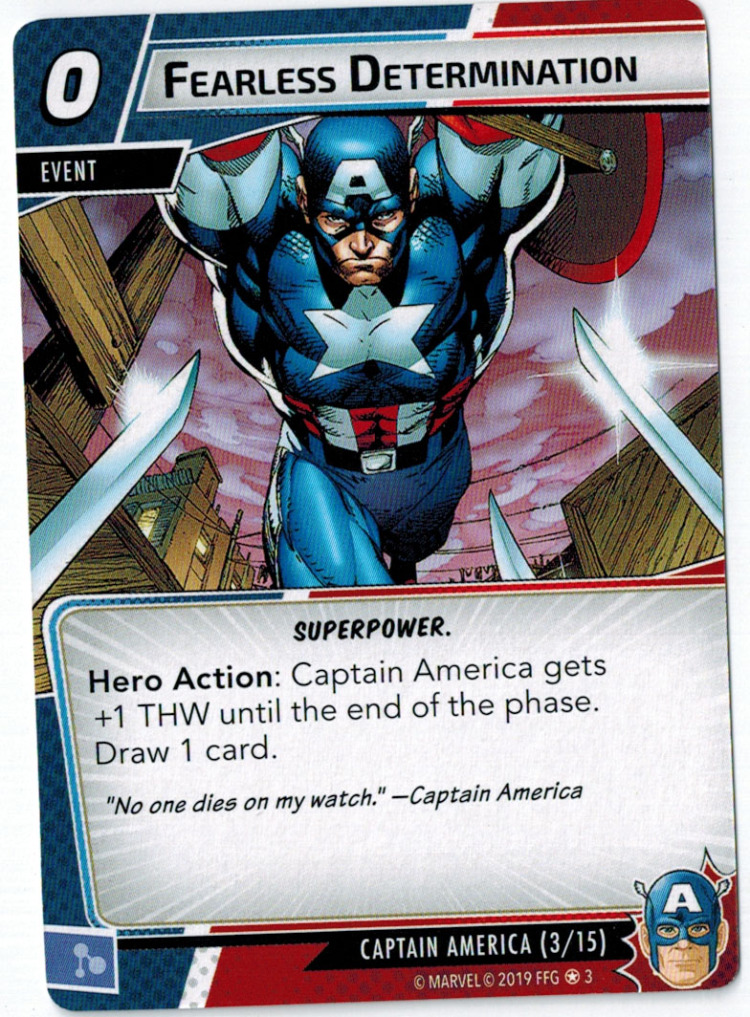 0
FEARLESS DETERMINATION
EVENT
A
SUPERPOWER.
Hero Action: Captain America gets
+1 THW until the end of the phase.
Draw 1 card.
"No one dies on my watch." —Captain America
A
CAPTAIN AMERICA (3/15)
© MARVEL © 2019 FFG ✪ 3